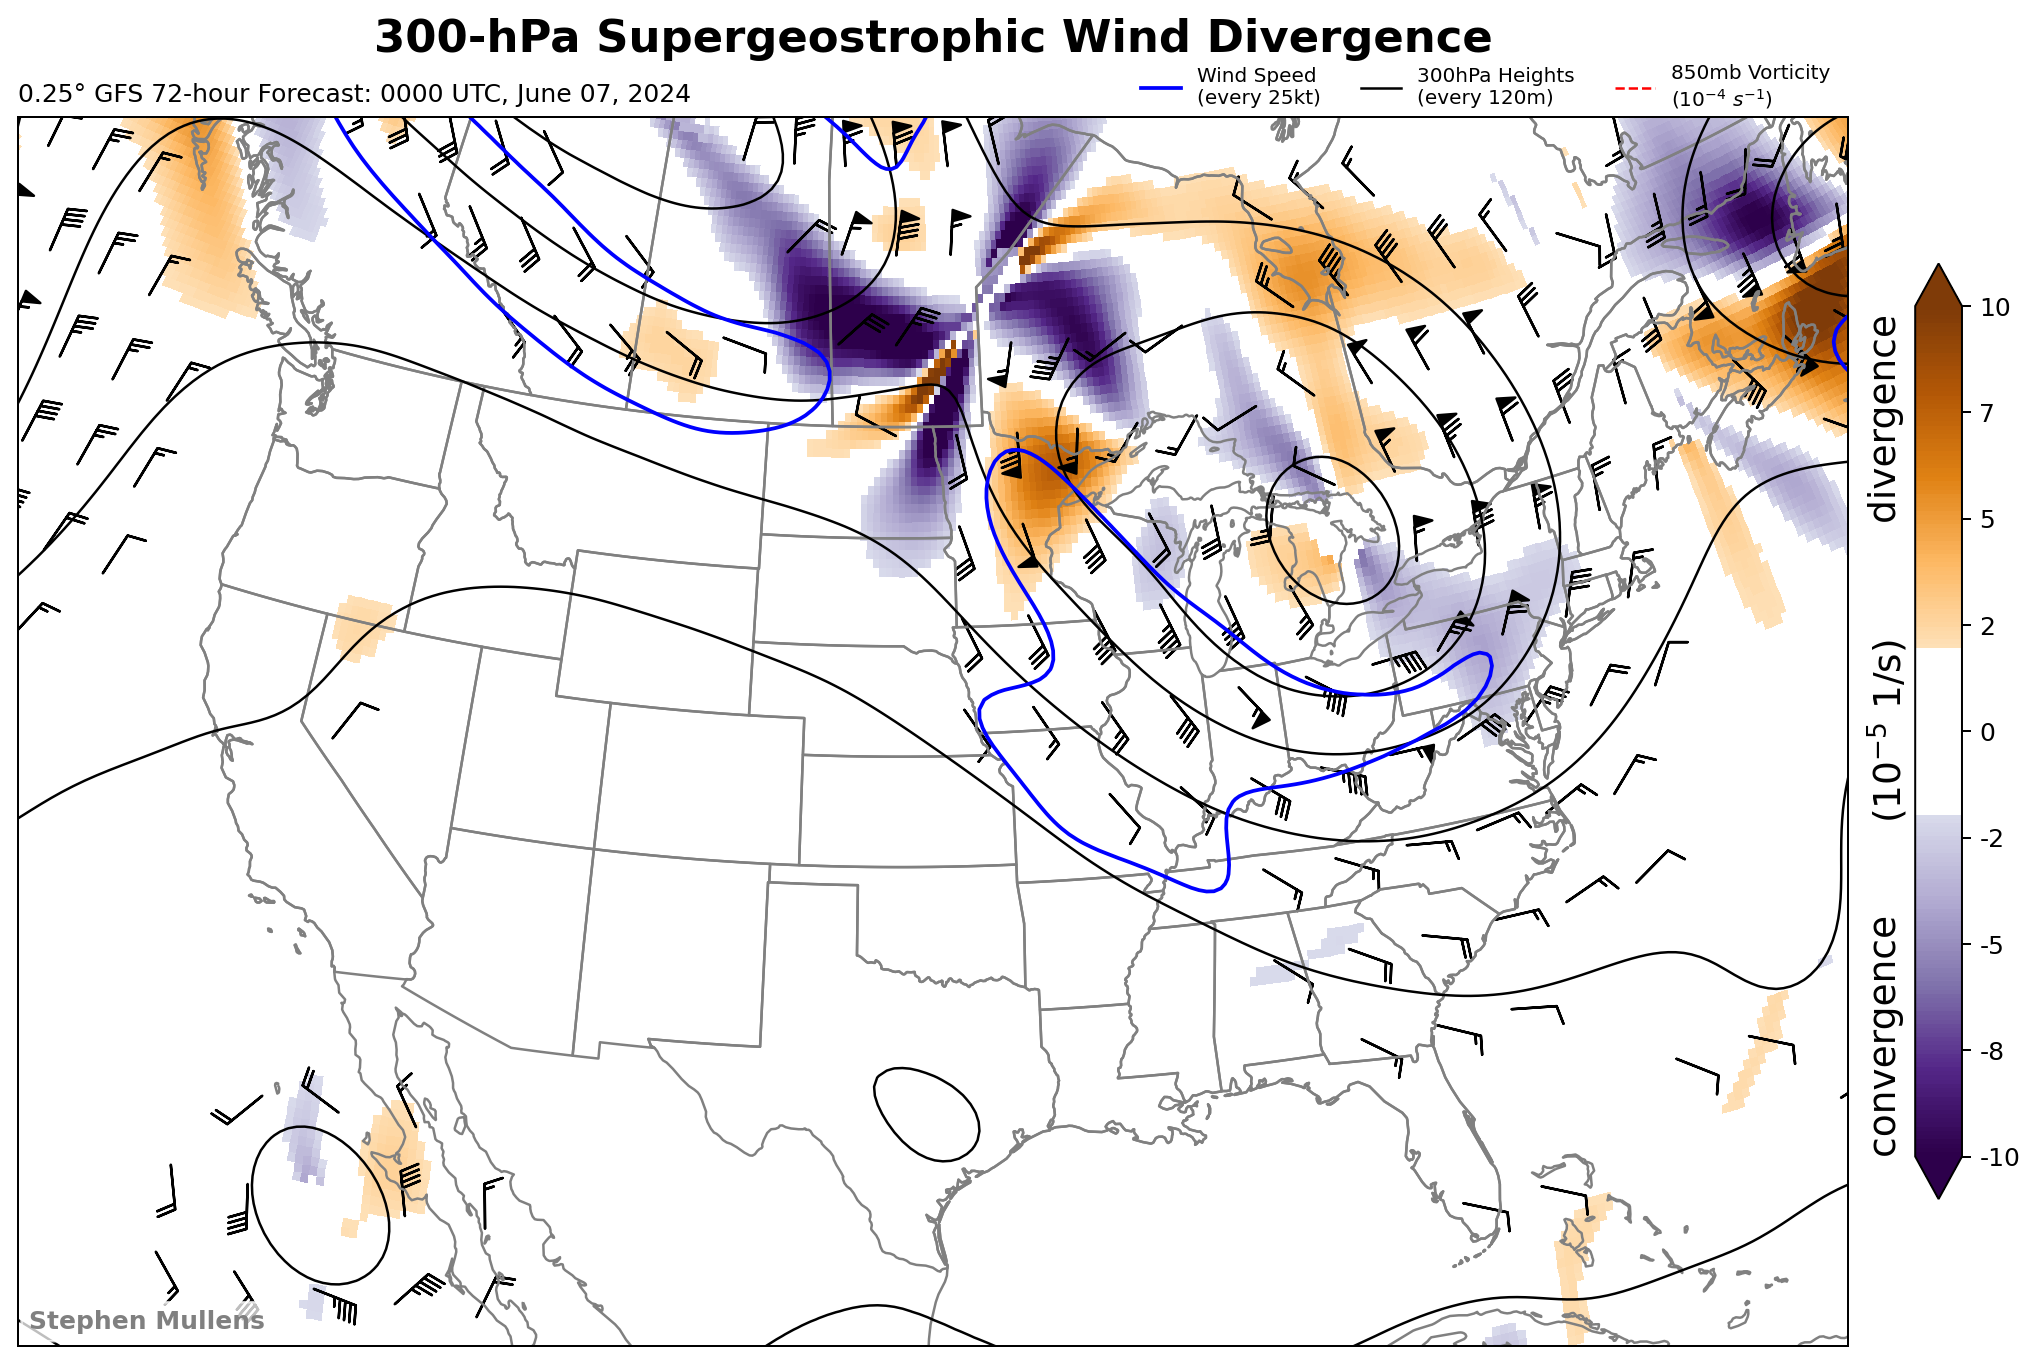 300-hPa Supergeostrophic Wind Divergence
0.25° GFS 72-hour Forecast: 0000 UTC, June 07, 2024
Wind Speed
(every 25kt)
300hPa Heights
(every 120m)
850mb Vorticity
(10⁻⁴ s⁻¹)
10
7
5
2
0
-2
-5
-8
-10
convergence (10⁻⁵ 1/s) divergence
Stephen Mullens